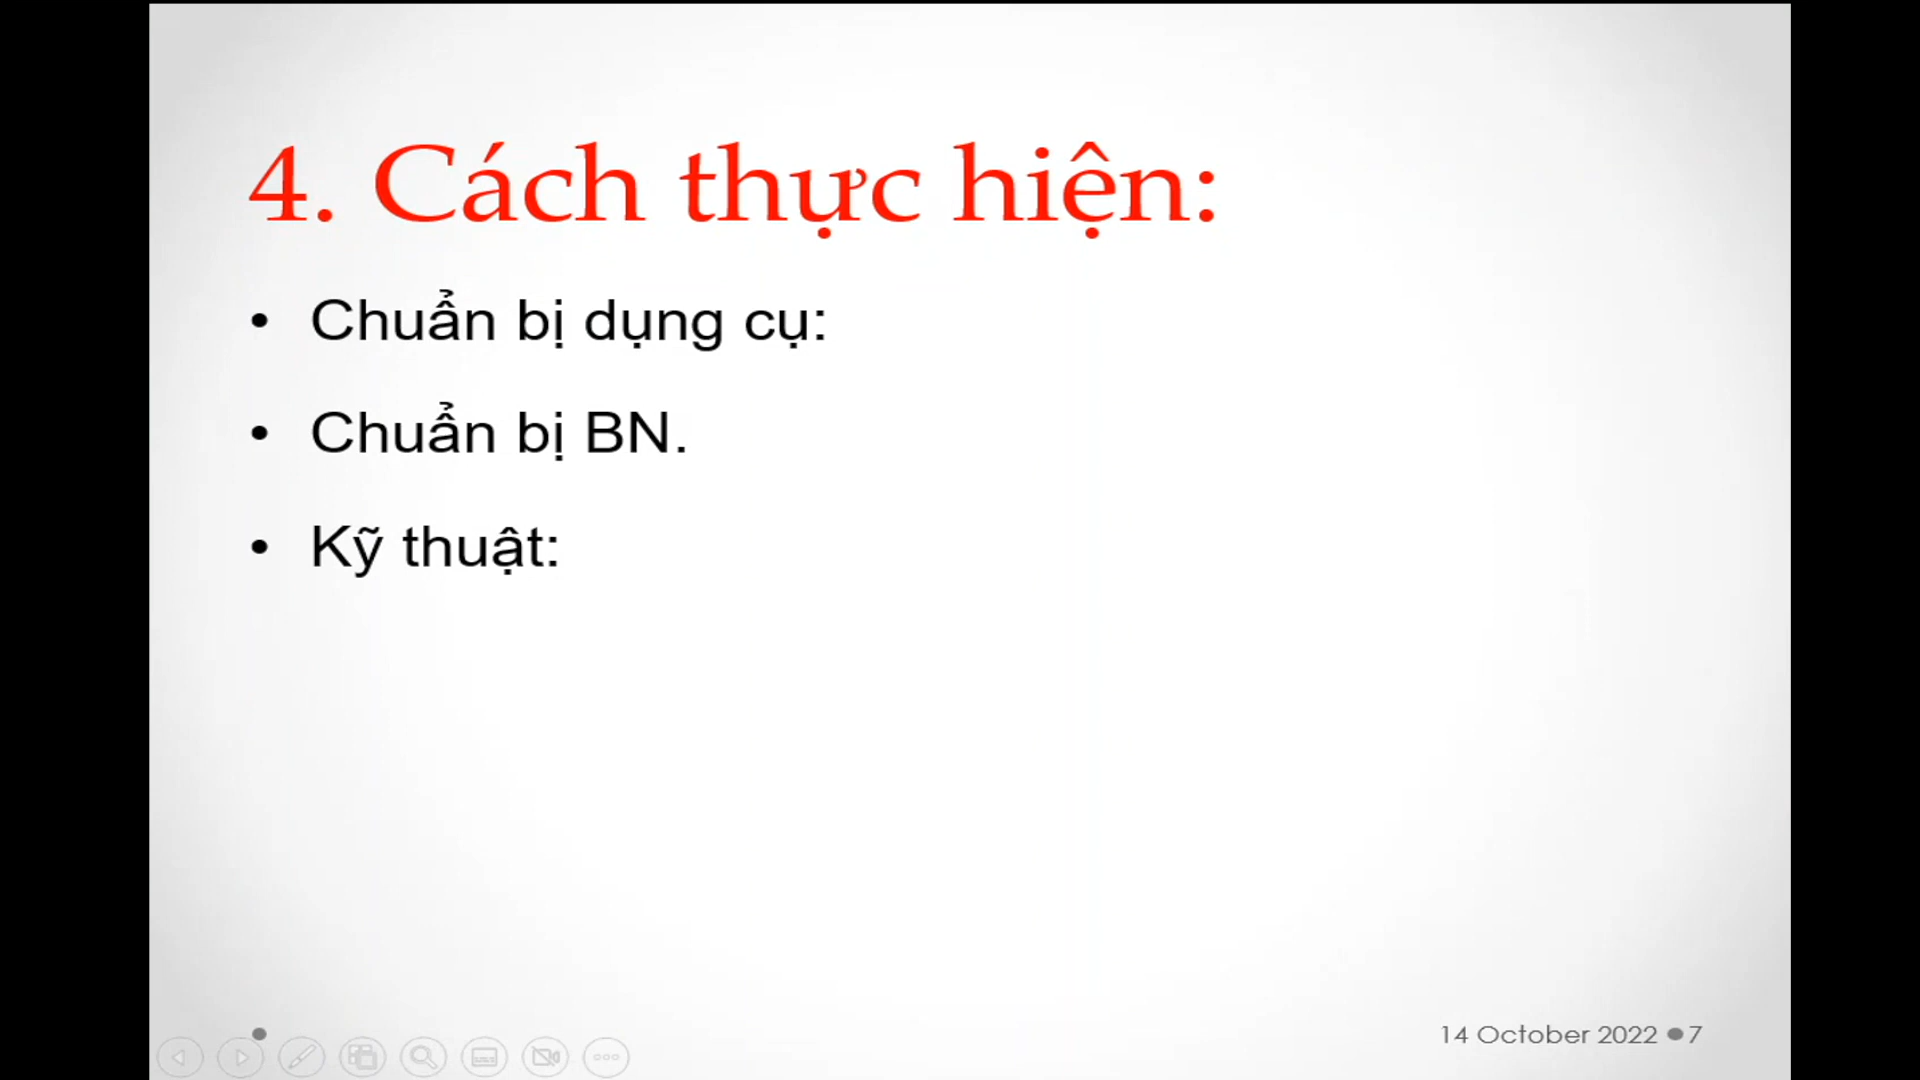 4. Cách thực hiện:
• Chuẩn bị dụng cụ:
• Chuẩn bị BN.
• Kỹ thuật:
14 October 2022 ● 7